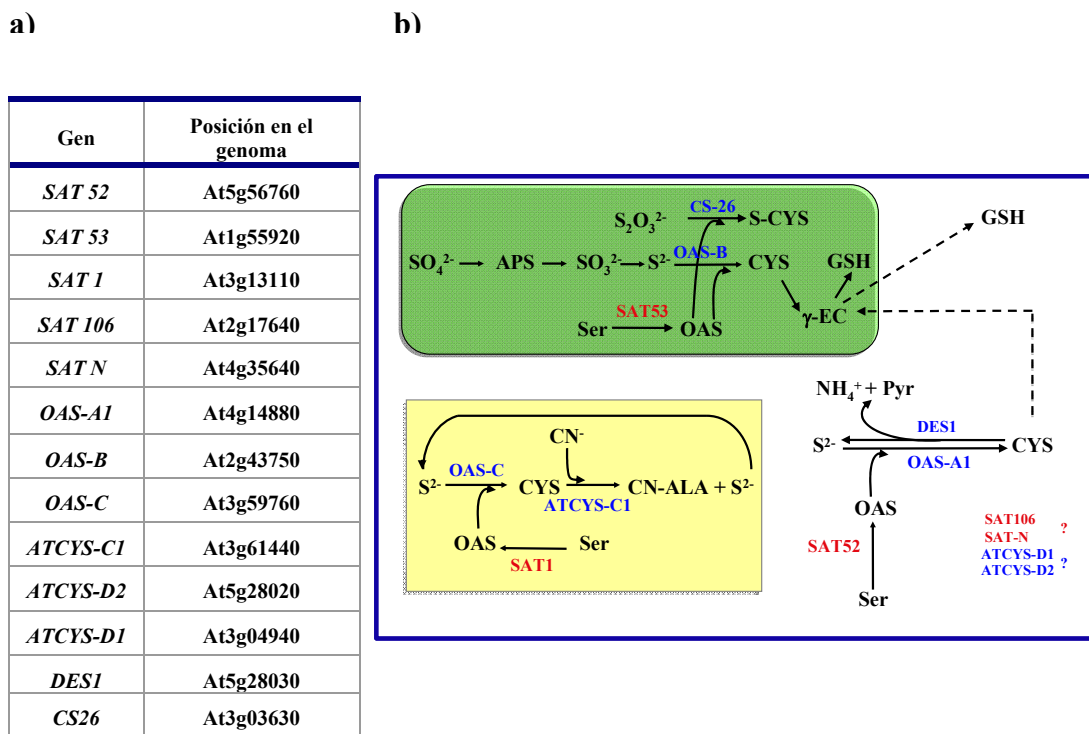 a)
b)
Gen Posición en el genoma
SAT 52 At5g56760
SAT 53 At1g55920
SAT 1 At3g13110
SAT 106 At2g17640
SAT N At4g35640
OAS-A1 At4g14880
OAS-B At2g43750
OAS-C At3g59760
ATCYS-C1 At3g61440
ATCYS-D2 At5g28020
ATCYS-D1 At3g04940
DES1 At5g28030
CS26 At3g03630
CS-26
S₂O₃²⁻ S-CYS
OAS-B
SO₄²⁻ APS SO₃²⁻ S²⁻ CYS GSH
SAT53
Ser OAS γ-EC
GSH
CN⁻
OAS-C
S²⁻ CYS CN-ALA + S²⁻
ATCYS-C1
OAS Ser
SAT1
NH₄⁺ + Pyr
DES1
S²⁻ CYS
OAS-A1
OAS
SAT52
Ser
SAT106
SAT-N ?
ATCYS-D1
ATCYS-D2 ?